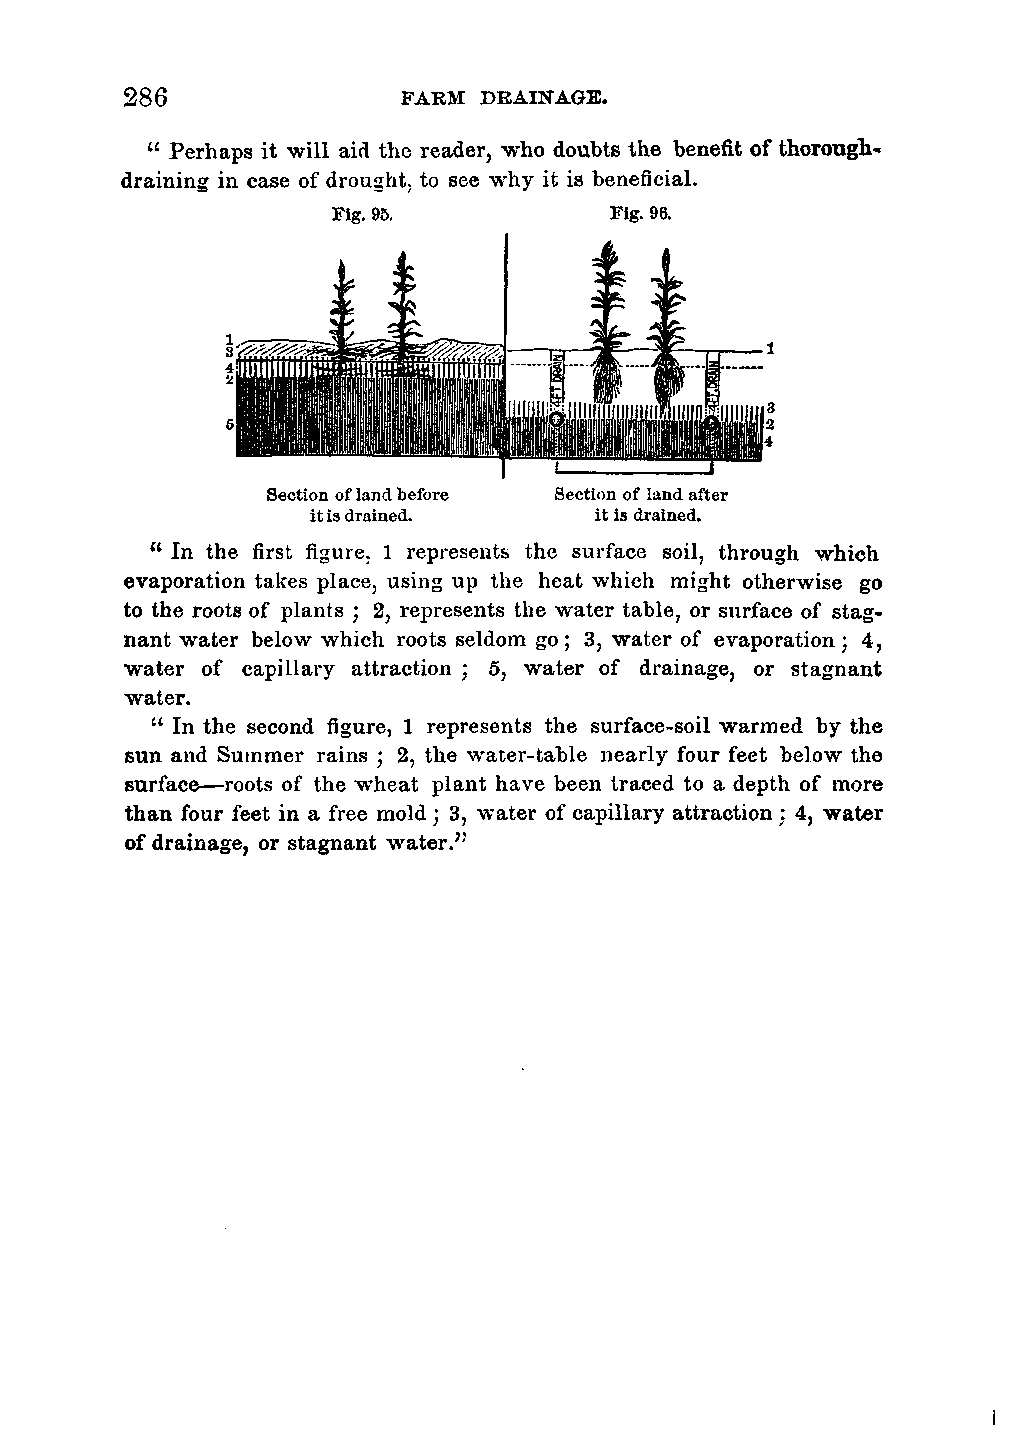 286 FARM DRAINAGE.
“ Perhaps it will aid the reader, who doubts the benefit of thorough-
draining in case of drought, to see why it is beneficial.
Fig. 95. Fig. 96.
1
3
4
2
5
4 FT. DRAIN
4 FT. DRAIN
1
3
2
4
Section of land before
it is drained.
Section of land after
it is drained.
“ In the first figure, 1 represents the surface soil, through which
evaporation takes place, using up the heat which might otherwise go
to the roots of plants ; 2, represents the water table, or surface of stag-
nant water below which roots seldom go ; 3, water of evaporation ; 4,
water of capillary attraction ; 5, water of drainage, or stagnant
water.
“ In the second figure, 1 represents the surface-soil warmed by the
sun and Summer rains ; 2, the water-table nearly four feet below the
surface—roots of the wheat plant have been traced to a depth of more
than four feet in a free mold ; 3, water of capillary attraction ; 4, water
of drainage, or stagnant water.”